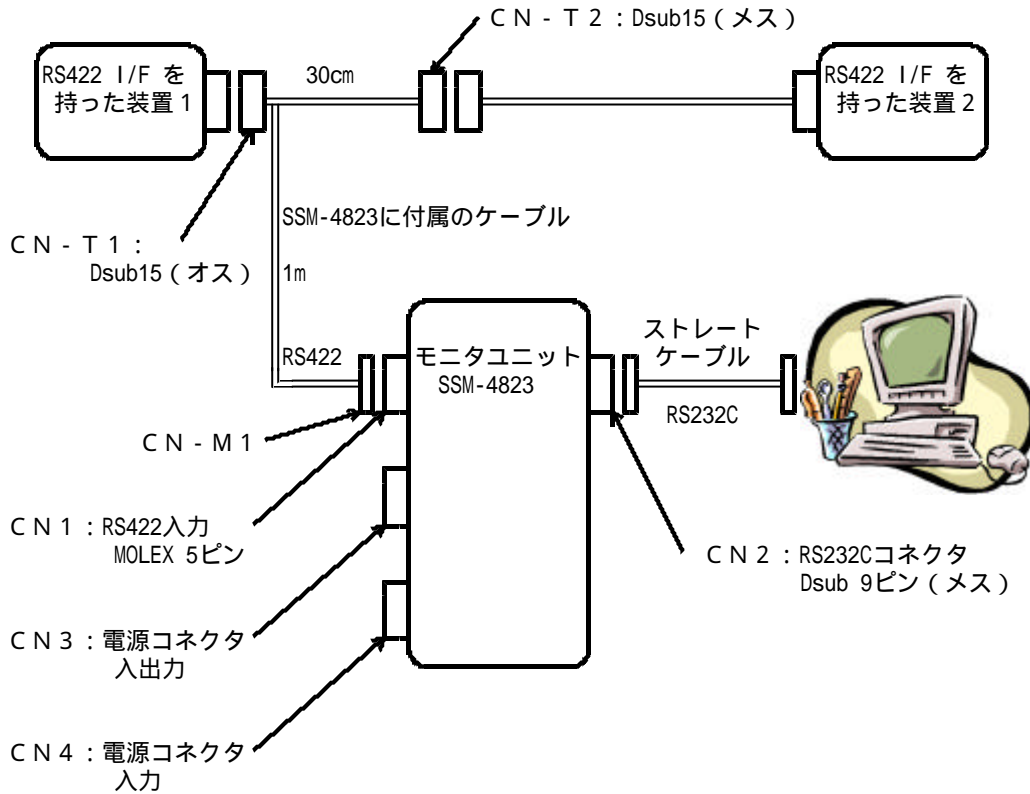 ＣＮ-Ｔ２：Dsub15（メス）
RS422 I/F を
持った装置１
30cm
RS422 I/F を
持った装置２
SSM-4823に付属のケーブル
ＣＮ-Ｔ１：
Dsub15（オス）
1m
RS422
モニタユニット
SSM-4823
ストレート
ケーブル
RS232C
ＣＮ-Ｍ１
ＣＮ１：RS422入力
MOLEX 5ピン
ＣＮ２：RS232Cコネクタ
Dsub 9ピン（メス）
ＣＮ３：電源コネクタ
入出力
ＣＮ４：電源コネクタ
入力